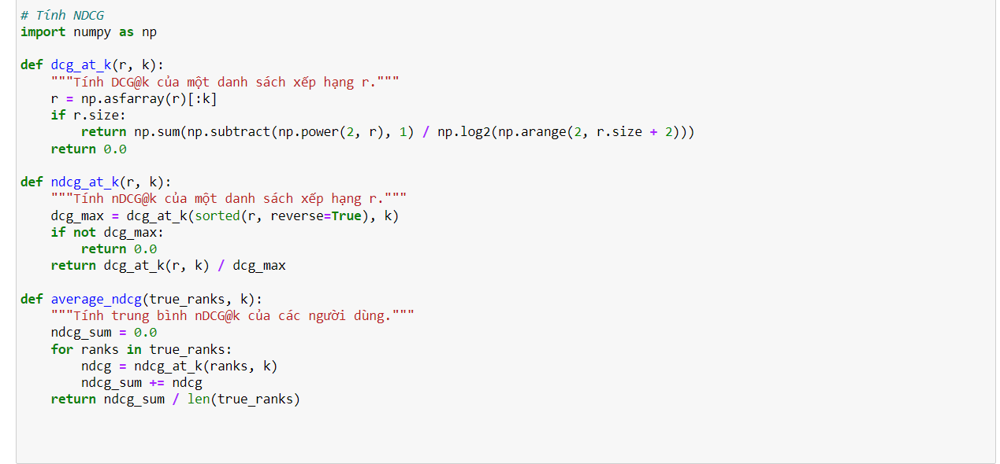 # Tính NDCG
import numpy as np

def dcg_at_k(r, k):
    """Tính DCG@k của một danh sách xếp hạng r."""
    r = np.asfarray(r)[:k]
    if r.size:
        return np.sum(np.subtract(np.power(2, r), 1) / np.log2(np.arange(2, r.size + 2)))
    return 0.0

def ndcg_at_k(r, k):
    """Tính nDCG@k của một danh sách xếp hạng r."""
    dcg_max = dcg_at_k(sorted(r, reverse=True), k)
    if not dcg_max:
        return 0.0
    return dcg_at_k(r, k) / dcg_max

def average_ndcg(true_ranks, k):
    """Tính trung bình nDCG@k của các người dùng."""
    ndcg_sum = 0.0
    for ranks in true_ranks:
        ndcg = ndcg_at_k(ranks, k)
        ndcg_sum += ndcg
    return ndcg_sum / len(true_ranks)